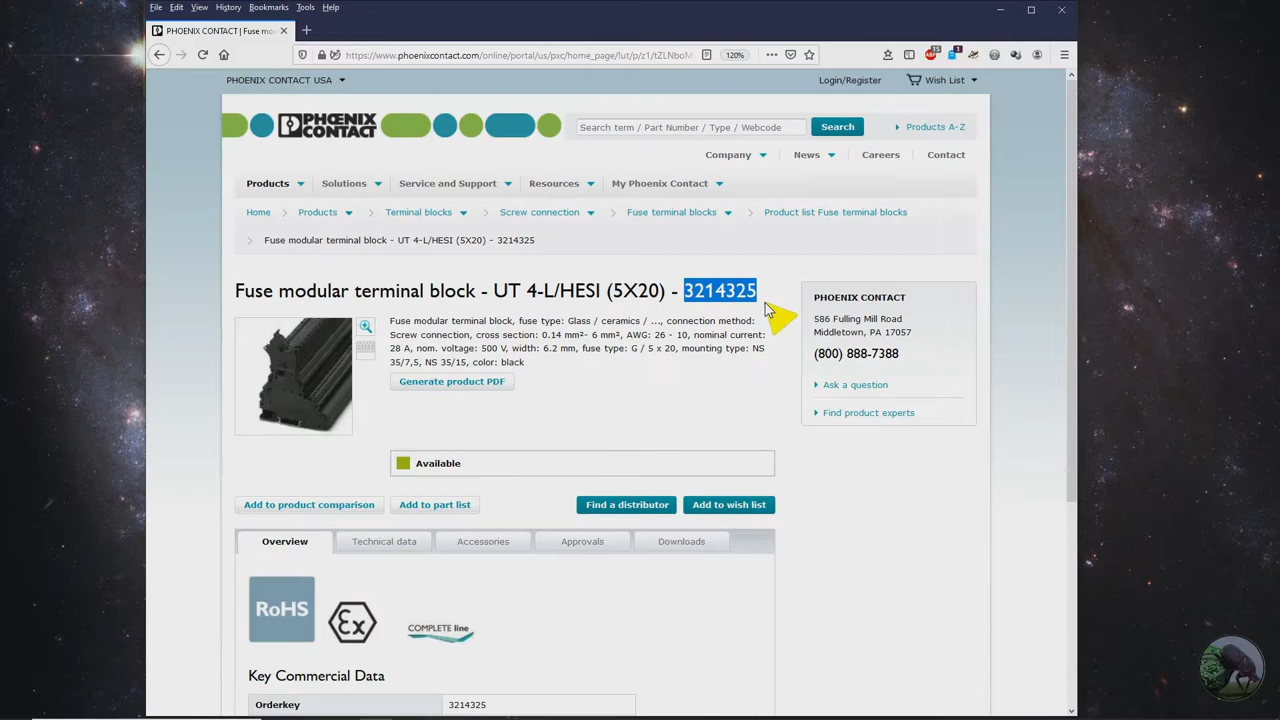 File Edit View History Bookmarks Tools Help
PHOENIX CONTACT | Fuse mo
https://www.phoenixcontact.com/online/portal/us/pxc/home_page/lut/p/z1/tZLNboM
120%
15
1
PHOENIX CONTACT USA
Login/Register
Wish List
PHŒNIX
CONTACT
Search term / Part Number / Type / Webcode
Search
Products A-Z
Company News Careers Contact
Products Solutions Service and Support Resources My Phoenix Contact
Home Products Terminal blocks Screw connection Fuse terminal blocks Product list Fuse terminal blocks
Fuse modular terminal block - UT 4-L/HESI (5X20) - 3214325
Fuse modular terminal block - UT 4-L/HESI (5X20) - 3214325
Fuse modular terminal block, fuse type: Glass / ceramics / ..., connection method:
Screw connection, cross section: 0.14 mm²- 6 mm², AWG: 26 - 10, nominal current:
28 A, nom. voltage: 500 V, width: 6.2 mm, fuse type: G / 5 x 20, mounting type: NS
35/7,5, NS 35/15, color: black
Generate product PDF
PHOENIX CONTACT
586 Fulling Mill Road
Middletown, PA 17057
(800) 888-7388
Ask a question
Find product experts
Available
Add to product comparison
Add to part list
Find a distributor
Add to wish list
Overview Technical data Accessories Approvals Downloads
RoHS
Ex
COMPLETE line
Key Commercial Data
Orderkey 3214325